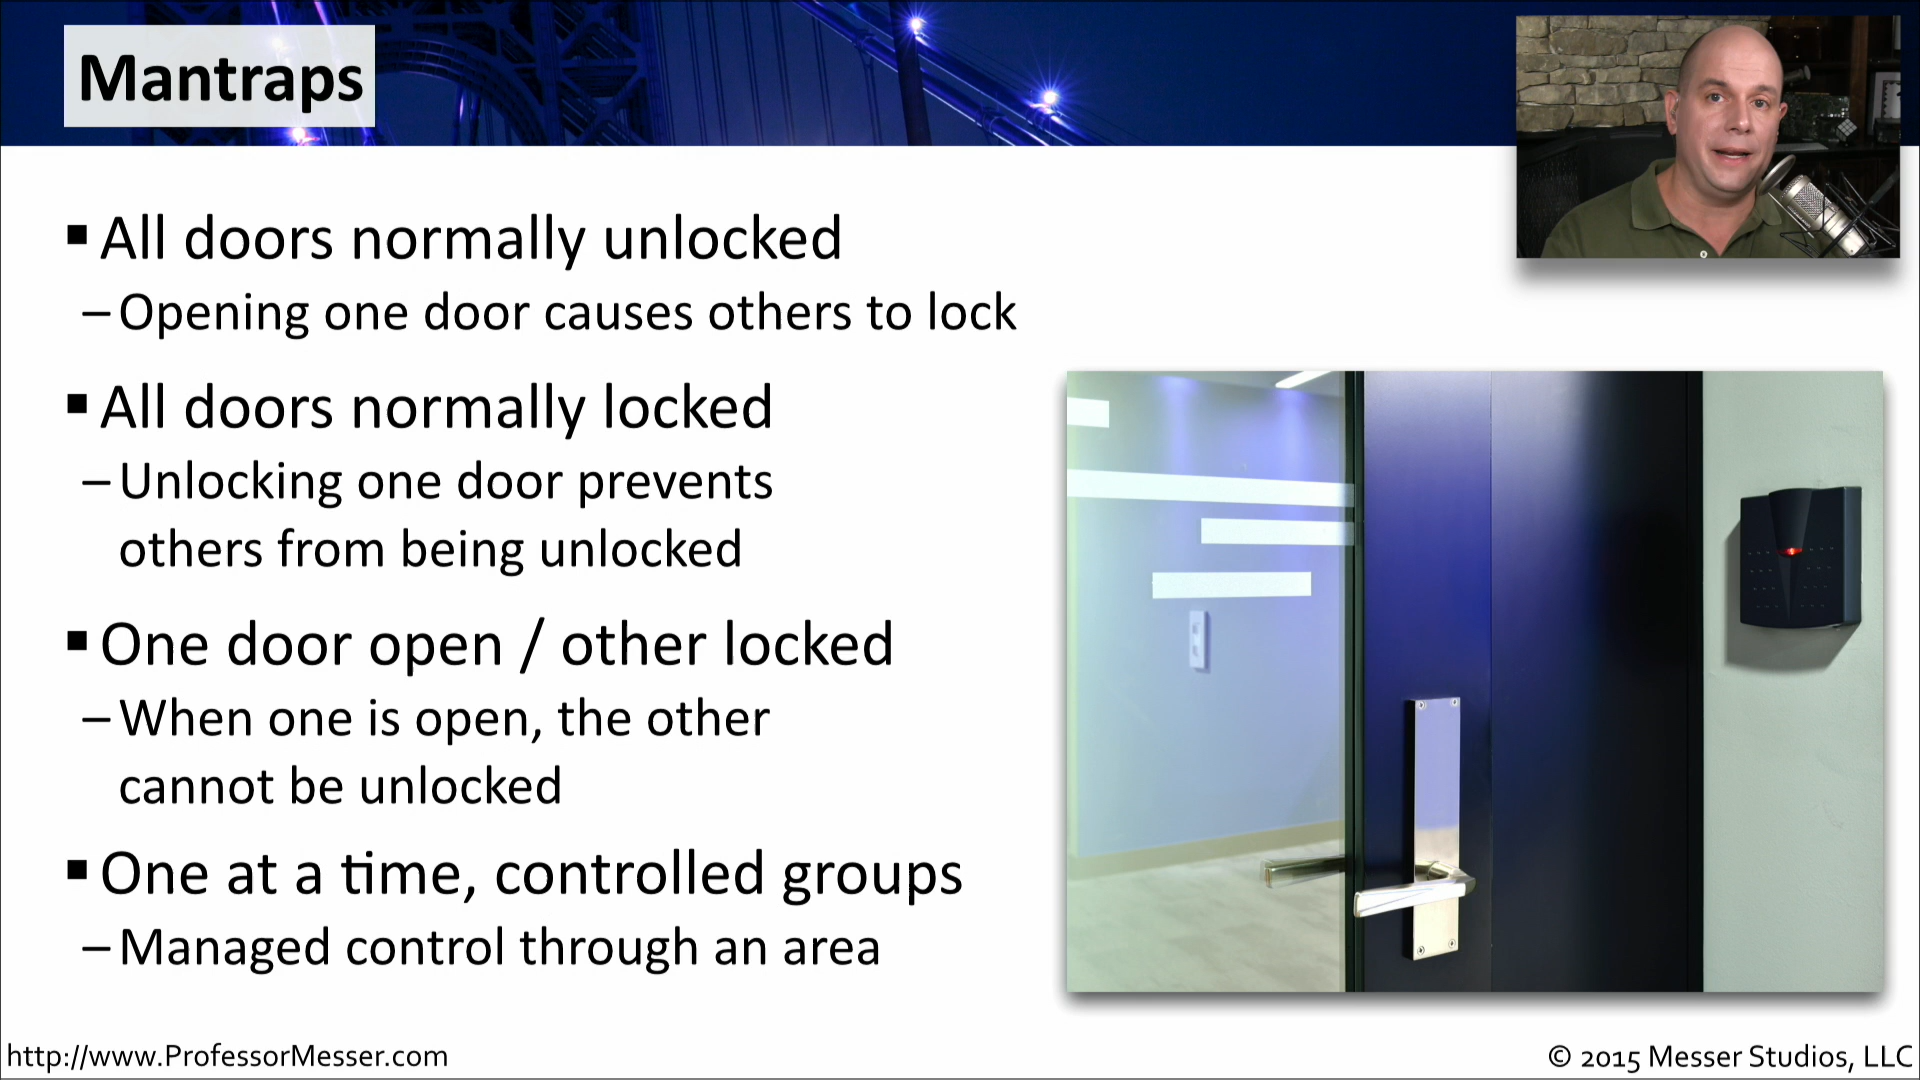 Mantraps
▪ All doors normally unlocked
– Opening one door causes others to lock
▪ All doors normally locked
– Unlocking one door prevents
others from being unlocked
▪ One door open / other locked
– When one is open, the other
cannot be unlocked
▪ One at a time, controlled groups
– Managed control through an area
http://www.ProfessorMesser.com
© 2015 Messer Studios, LLC